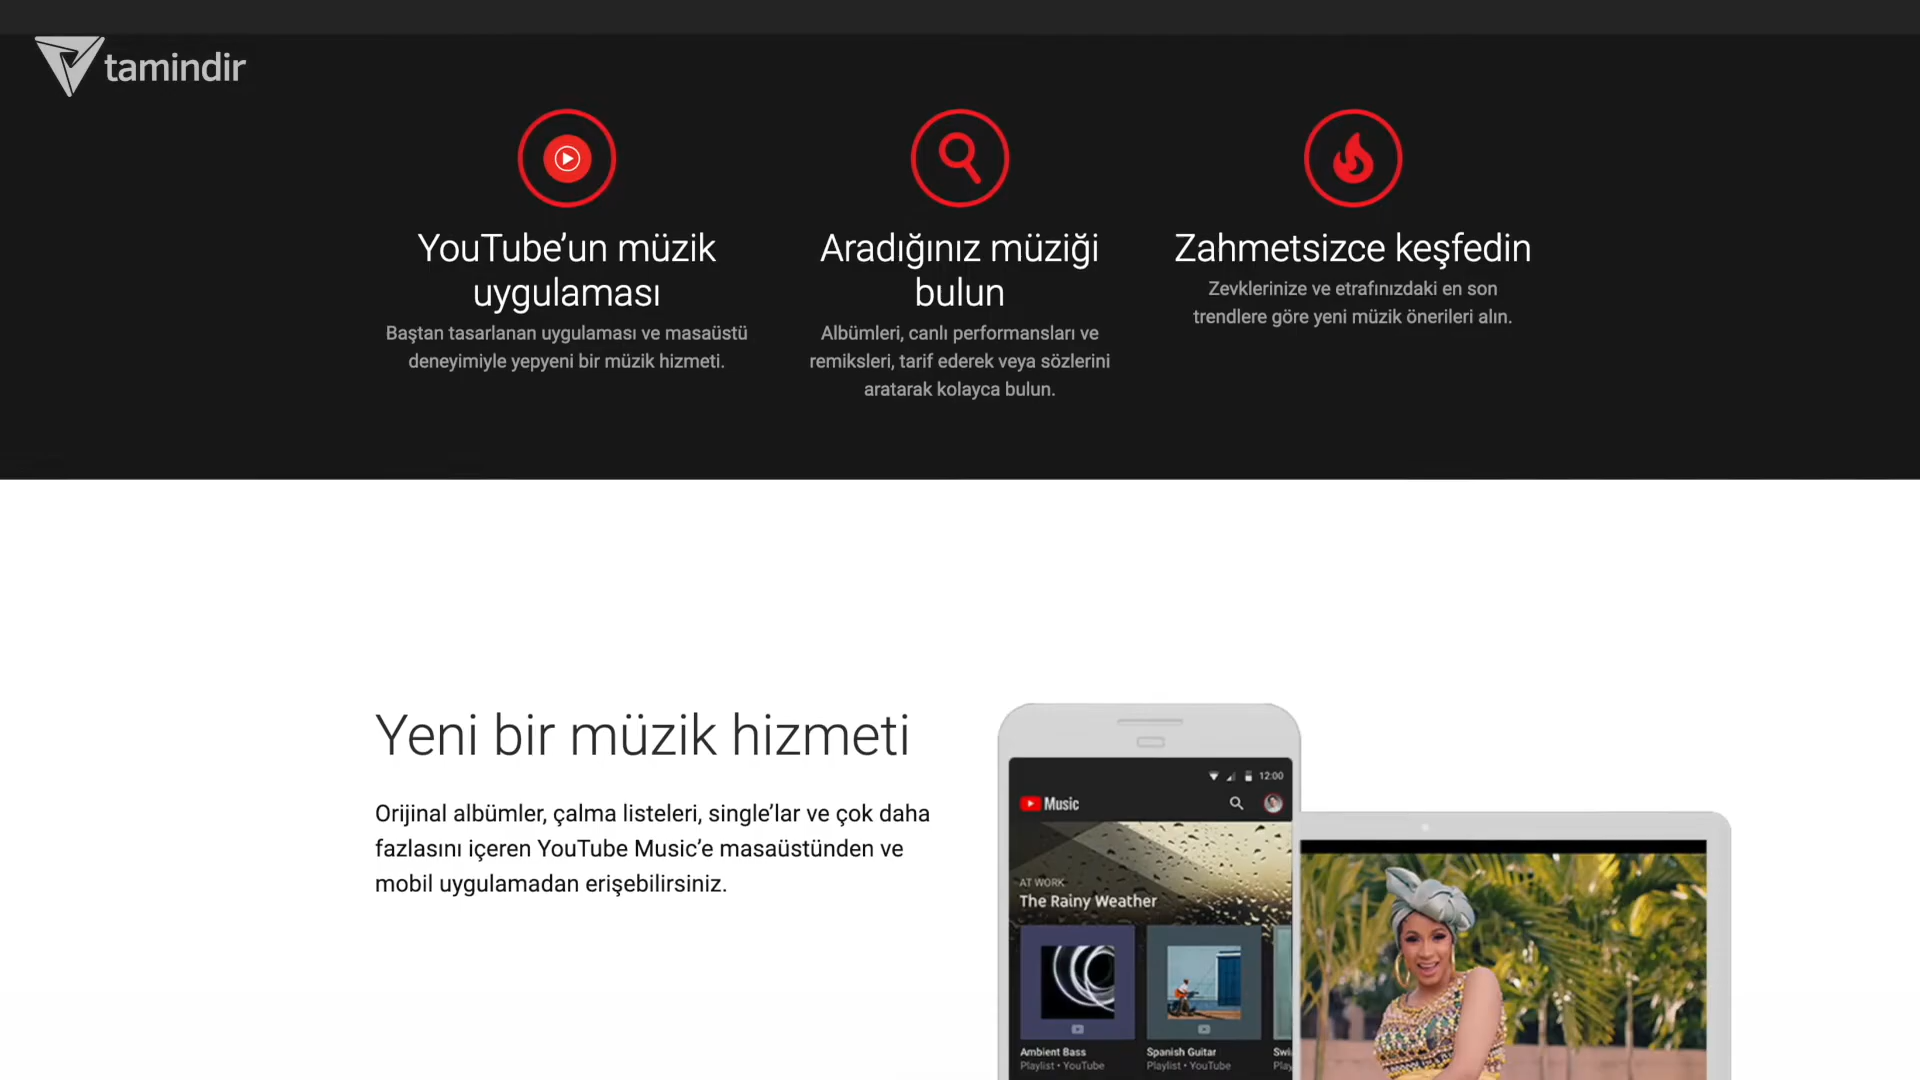 tamindir
YouTube’un müzik
uygulaması
Baştan tasarlanan uygulaması ve masaüstü
deneyimiyle yepyeni bir müzik hizmeti.
Aradığınız müziği
bulun
Albümleri, canlı performansları ve
remiksleri, tarif ederek veya sözlerini
aratarak kolayca bulun.
Zahmetsizce keşfedin
Zevklerinize ve etrafınızdaki en son
trendlere göre yeni müzik önerileri alın.
Yeni bir müzik hizmeti
Orijinal albümler, çalma listeleri, single’lar ve çok daha
fazlasını içeren YouTube Music’e masaüstünden ve
mobil uygulamadan erişebilirsiniz.
12:00
Music
AT WORK
The Rainy Weather
Ambient Bass
Playlist • YouTube
Spanish Guitar
Playlist • YouTube
Swi
Play